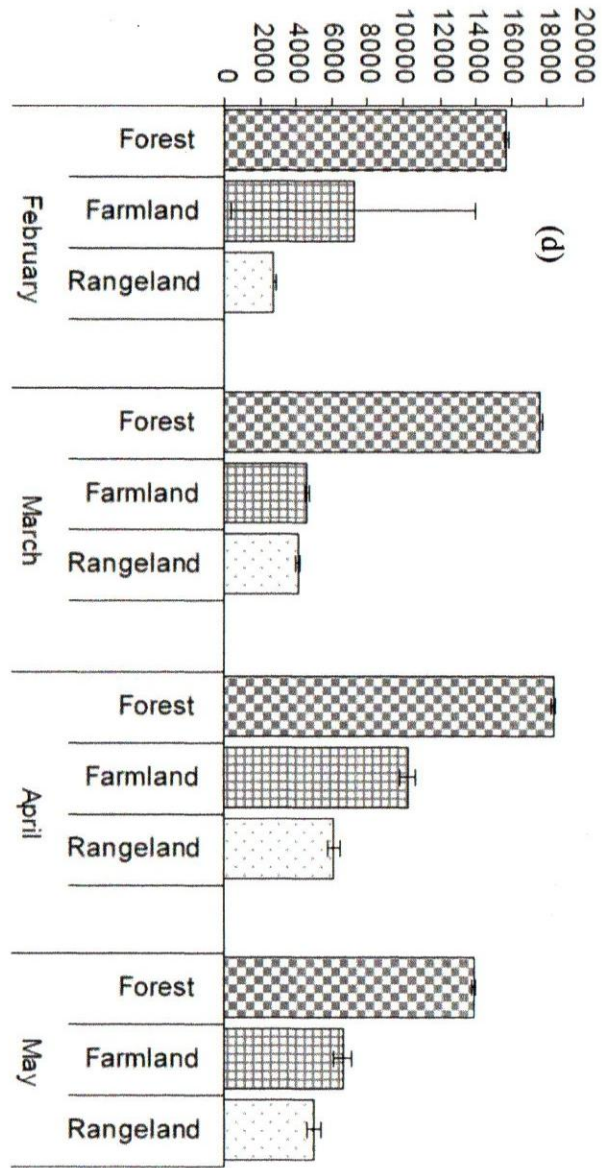 20000
18000
16000
14000
12000
10000
8000
6000
4000
2000
0
(d)
Forest
Farmland
Rangeland
February
Forest
Farmland
Rangeland
March
Forest
Farmland
Rangeland
April
Forest
Farmland
Rangeland
May